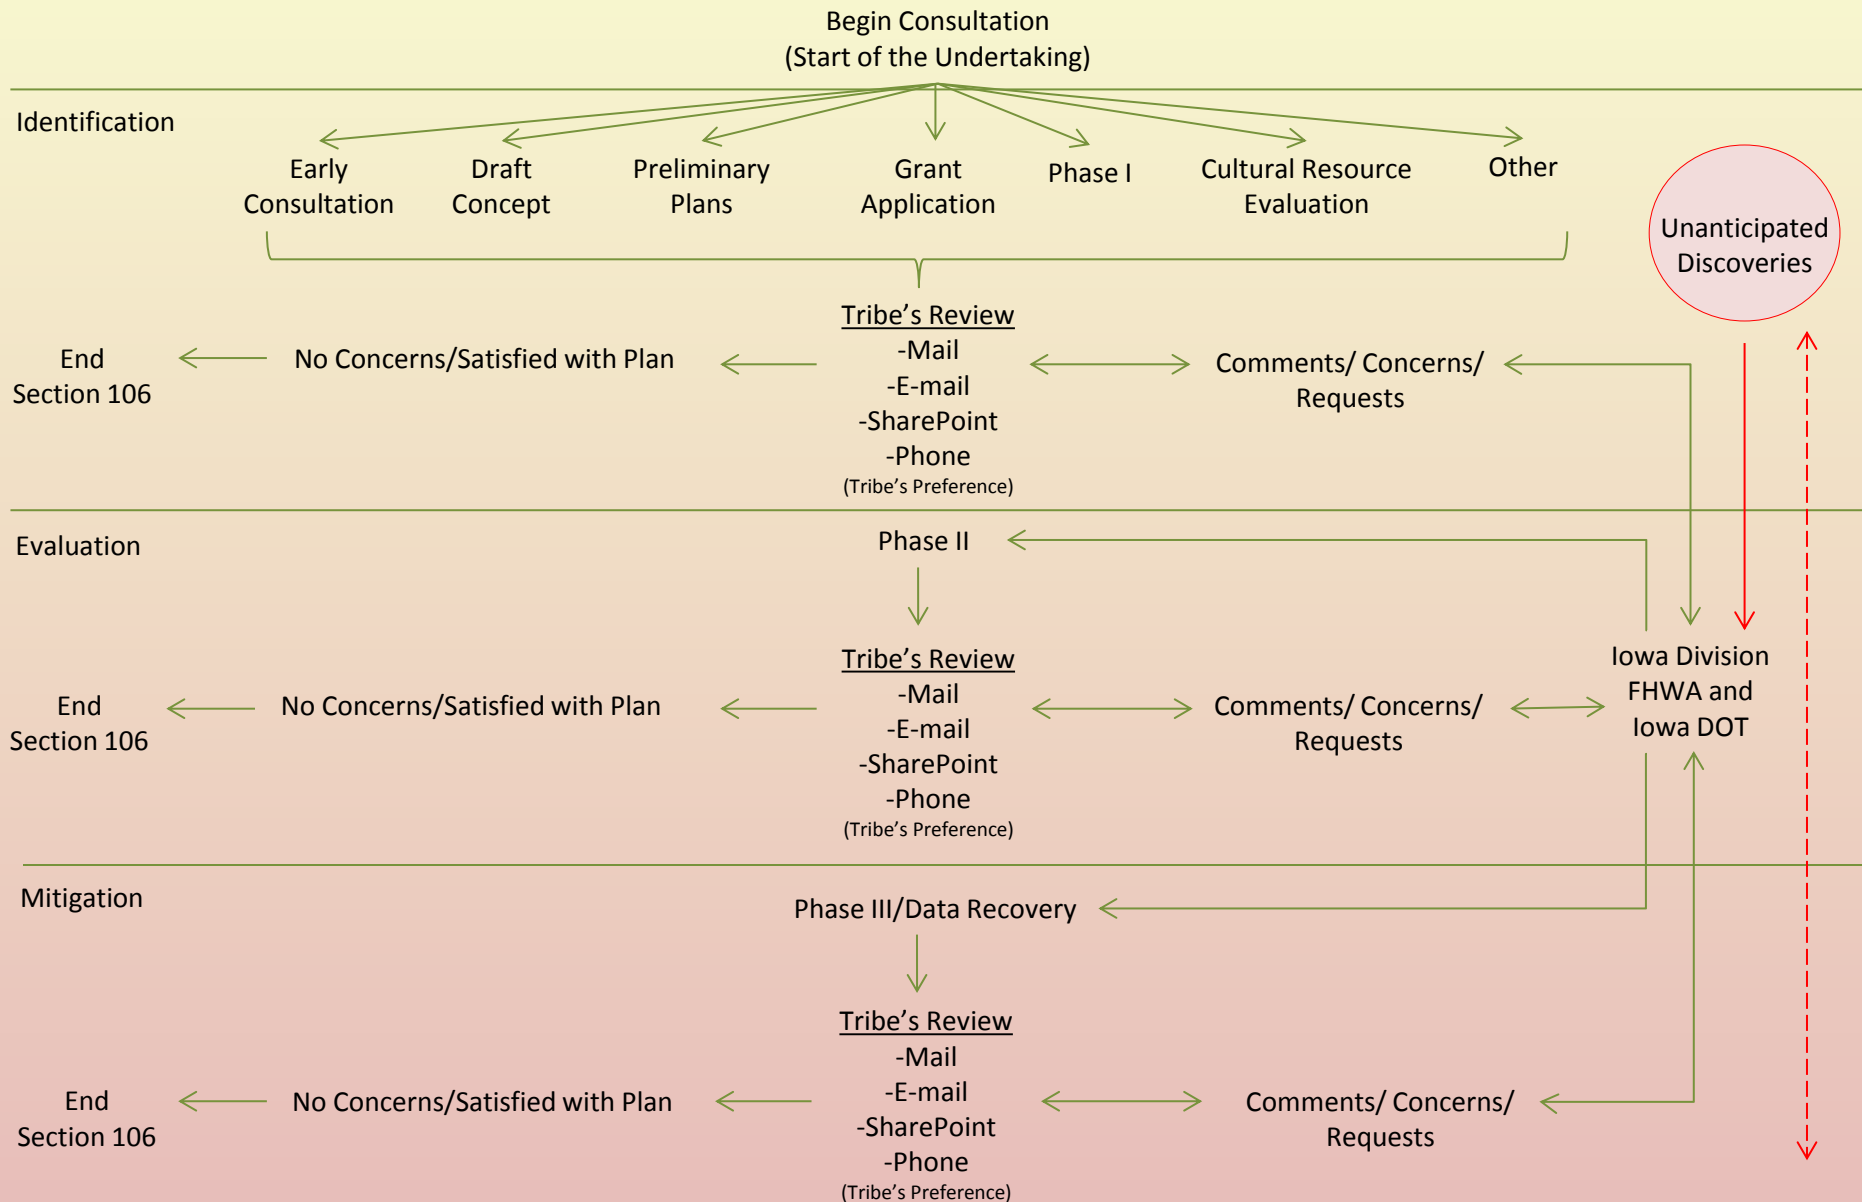 Begin Consultation
(Start of the Undertaking)
Identification
Early
Consultation
Draft
Concept
Preliminary
Plans
Grant
Application
Phase I
Cultural Resource
Evaluation
Other
Unanticipated
Discoveries
Tribe’s Review
-Mail
-E-mail
-SharePoint
-Phone
(Tribe’s Preference)
No Concerns/Satisfied with Plan
End
Section 106
Comments/ Concerns/
Requests
Evaluation
Phase II
Tribe’s Review
-Mail
-E-mail
-SharePoint
-Phone
(Tribe’s Preference)
No Concerns/Satisfied with Plan
End
Section 106
Comments/ Concerns/
Requests
Iowa Division
FHWA and
Iowa DOT
Mitigation
Phase III/Data Recovery
Tribe’s Review
-Mail
-E-mail
-SharePoint
-Phone
(Tribe’s Preference)
No Concerns/Satisfied with Plan
End
Section 106
Comments/ Concerns/
Requests